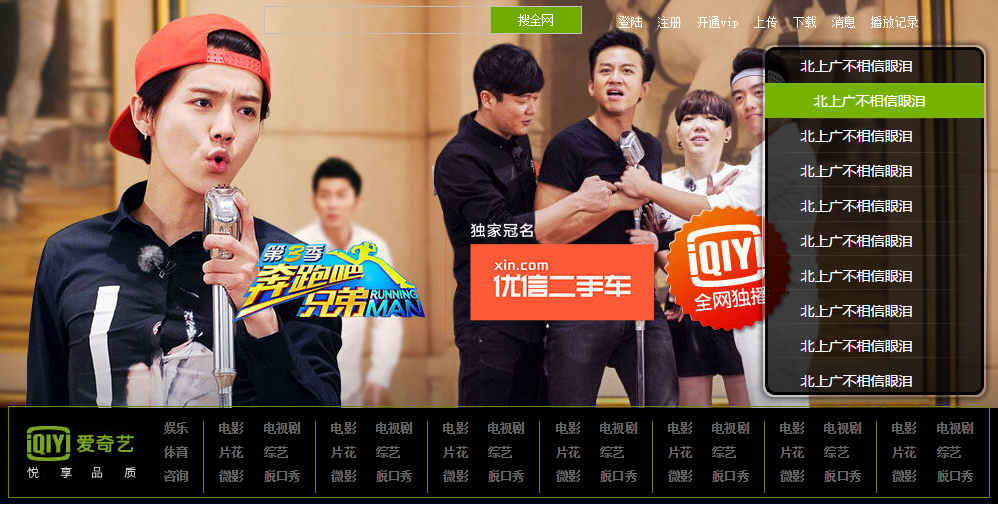 搜全网
登陆 注册 开通vip 上传 下载 消息 播放记录
北上广不相信眼泪
北上广不相信眼泪
北上广不相信眼泪
北上广不相信眼泪
北上广不相信眼泪
北上广不相信眼泪
北上广不相信眼泪
北上广不相信眼泪
北上广不相信眼泪
北上广不相信眼泪
第3季
奔跑吧
兄弟
RUNNING
MAN
独家冠名
xin.com
优信二手车
iQIYI
全网独播
iQIYI 爱奇艺
悦享品质
娱乐 电影 电视剧 电影 电视剧 电影 电视剧 电影 电视剧 电影 电视剧 电影 电视剧 电影 电视剧
体育 片花 综艺 片花 综艺 片花 综艺 片花 综艺 片花 综艺 片花 综艺 片花 综艺
咨询 微影 脱口秀 微影 脱口秀 微影 脱口秀 微影 脱口秀 微影 脱口秀 微影 脱口秀 微影 脱口秀